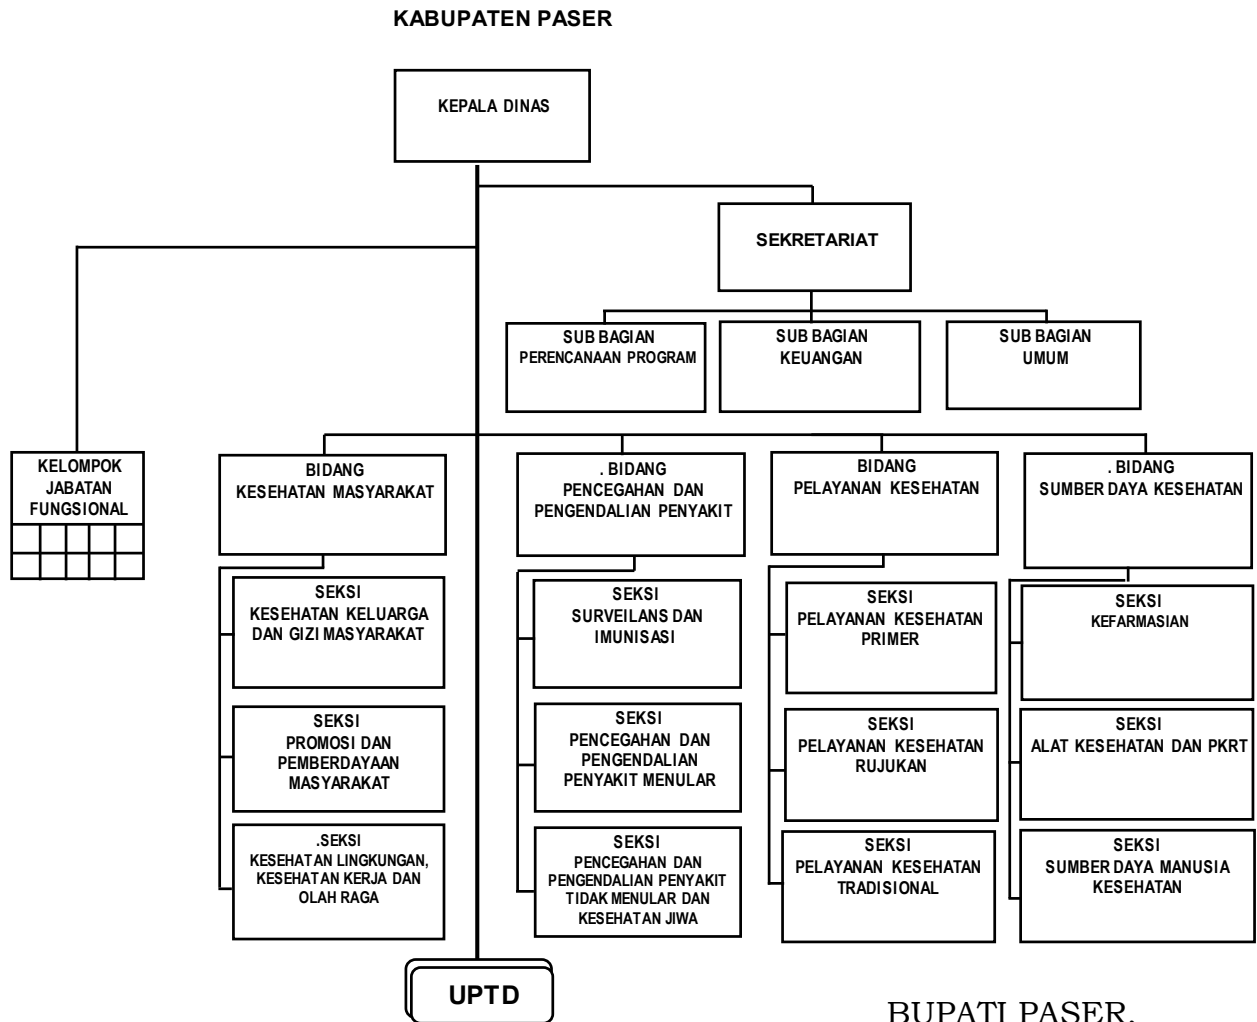 KABUPATEN PASER
KEPALA DINAS
SEKRETARIAT
SUB BAGIAN
PERENCANAAN PROGRAM
SUB BAGIAN
KEUANGAN
SUB BAGIAN
UMUM
KELOMPOK
JABATAN
FUNGSIONAL
BIDANG
KESEHATAN MASYARAKAT
. BIDANG
PENCEGAHAN DAN
PENGENDALIAN PENYAKIT
BIDANG
PELAYANAN KESEHATAN
. BIDANG
SUMBER DAYA KESEHATAN
SEKSI
KESEHATAN KELUARGA
DAN GIZI MASYARAKAT
SEKSI
SURVEILANS DAN
IMUNISASI
SEKSI
PELAYANAN KESEHATAN
PRIMER
SEKSI
KEFARMASIAN
SEKSI
PROMOSI DAN
PEMBERDAYAAN
MASYARAKAT
SEKSI
PENCEGAHAN DAN
PENGENDALIAN
PENYAKIT MENULAR
SEKSI
PELAYANAN KESEHATAN
RUJUKAN
SEKSI
ALAT KESEHATAN DAN PKRT
.SEKSI
KESEHATAN LINGKUNGAN,
KESEHATAN KERJA DAN
OLAH RAGA
SEKSI
PENCEGAHAN DAN
PENGENDALIAN PENYAKIT
TIDAK MENULAR DAN
KESEHATAN JIWA
SEKSI
PELAYANAN KESEHATAN
TRADISIONAL
SEKSI
SUMBER DAYA MANUSIA
KESEHATAN
UPTD
BUPATI PASER,